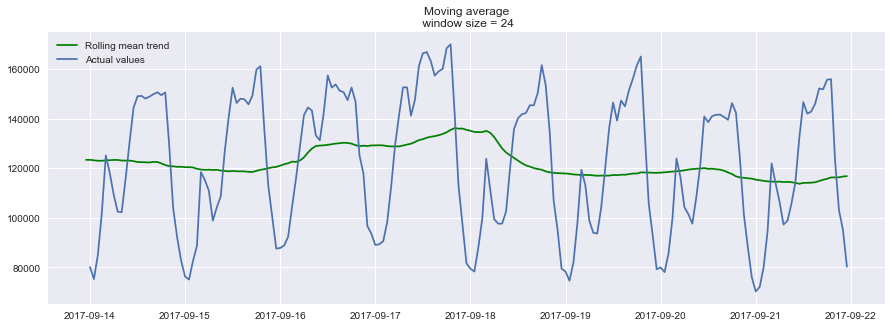 Moving average
window size = 24
Rolling mean trend
Actual values
160000
140000
120000
100000
80000
2017-09-14 2017-09-15 2017-09-16 2017-09-17 2017-09-18 2017-09-19 2017-09-20 2017-09-21 2017-09-22